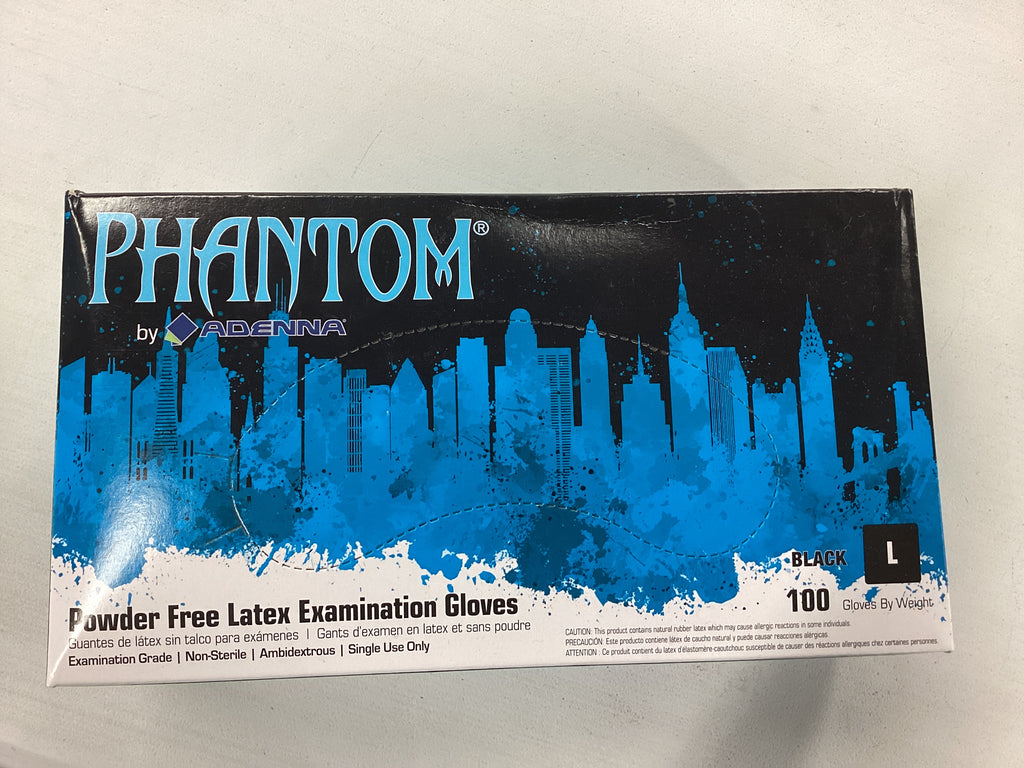 PHANTOM®
by ADENNA®
BLACK
L
100 Gloves By Weight
Powder Free Latex Examination Gloves
Guantes de látex sin talco para exámenes | Gants d'examen en latex et sans poudre
Examination Grade | Non-Sterile | Ambidextrous | Single Use Only
CAUTION: This product contains natural rubber latex which may cause allergic reactions in some individuals.
PRECAUCIÓN: Este producto contiene látex de caucho natural y puede causar reacciones alérgicas.
ATTENTION : Ce produit contient du latex d'élastomère-caoutchouc susceptible de causer des réactions allergiques chez certaines personnes.